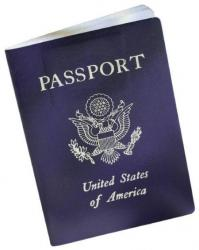 PASSPORT
United States
of America